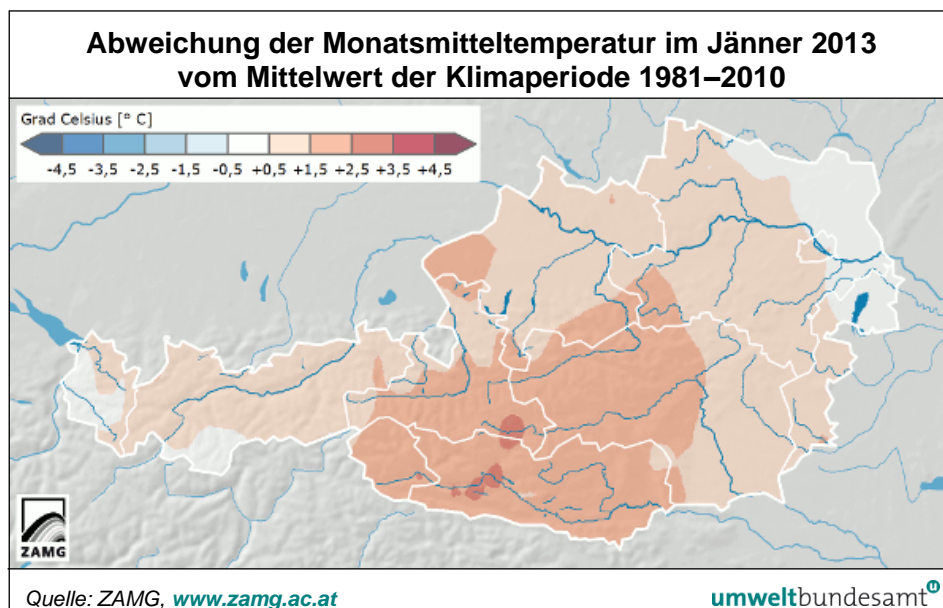 Abweichung der Monatsmitteltemperatur im Jänner 2013
vom Mittelwert der Klimaperiode 1981–2010
Grad Celsius [° C]
-4,5 -3,5 -2,5 -1,5 -0,5 +0,5 +1,5 +2,5 +3,5 +4,5
ZAMG
Quelle: ZAMG, www.zamg.ac.at
umweltbundesamt u